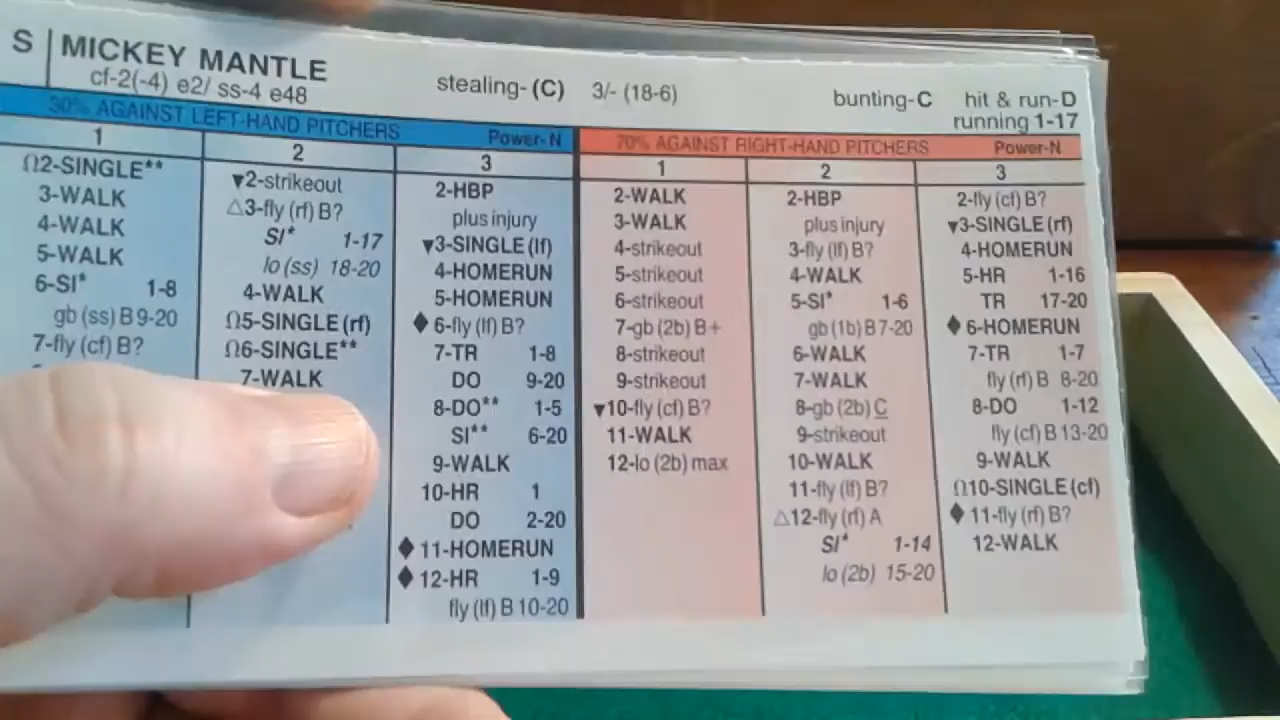 S MICKEY MANTLE
cf-2(-4) e2/ ss-4 e48
stealing- (C) 3/- (18-6)
bunting-C hit & run-D
running 1-17
30% AGAINST LEFT-HAND PITCHERS Power-N
1
Ω2-SINGLE**
3-WALK
4-WALK
5-WALK
6-SI* 1-8
gb (ss) B 9-20
7-fly (cf) B?
2
▼2-strikeout
△3-fly (rf) B?
SI* 1-17
lo (ss) 18-20
4-WALK
Ω5-SINGLE (rf)
Ω6-SINGLE**
7-WALK
3
2-HBP
plus injury
▼3-SINGLE (lf)
4-HOMERUN
5-HOMERUN
♦6-fly (lf) B?
7-TR 1-8
DO 9-20
8-DO** 1-5
SI** 6-20
9-WALK
10-HR 1
DO 2-20
♦11-HOMERUN
♦12-HR 1-9
fly (lf) B 10-20
70% AGAINST RIGHT-HAND PITCHERS Power-N
1
2-WALK
3-WALK
4-strikeout
5-strikeout
6-strikeout
7-gb (2b) B+
8-strikeout
9-strikeout
▼10-fly (cf) B?
11-WALK
12-lo (2b) max
2
2-HBP
plus injury
3-fly (lf) B?
4-WALK
5-SI* 1-6
gb (1b) B 7-20
6-WALK
7-WALK
8-gb (2b) C
9-strikeout
10-WALK
11-fly (lf) B?
△12-fly (rf) A
SI* 1-14
lo (2b) 15-20
3
2-fly (cf) B?
▼3-SINGLE (rf)
4-HOMERUN
5-HR 1-16
TR 17-20
♦6-HOMERUN
7-TR 1-7
fly (rf) B 8-20
8-DO 1-12
fly (cf) B 13-20
9-WALK
Ω10-SINGLE (cf)
♦11-fly (rf) B?
12-WALK